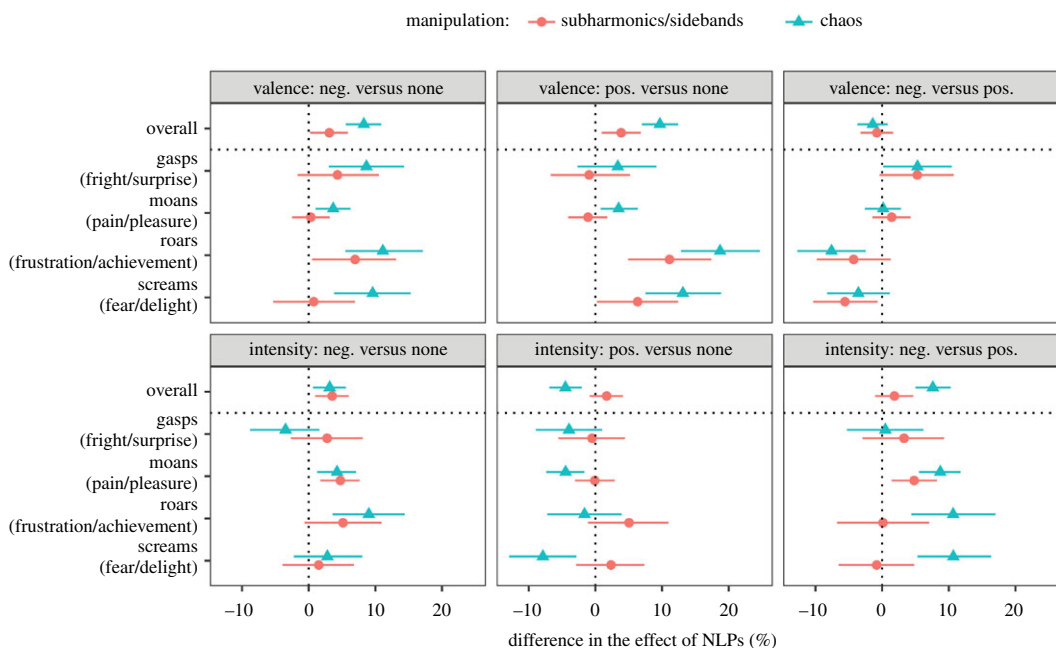 manipulation: subharmonics/sidebands chaos
valence: neg. versus none valence: pos. versus none valence: neg. versus pos.
overall
gasps
(fright/surprise)
moans
(pain/pleasure)
roars
(frustration/achievement)
screams
(fear/delight)
intensity: neg. versus none intensity: pos. versus none intensity: neg. versus pos.
overall
gasps
(fright/surprise)
moans
(pain/pleasure)
roars
(frustration/achievement)
screams
(fear/delight)
–10 0 10 20 –10 0 10 20 –10 0 10 20
difference in the effect of NLPs (%)